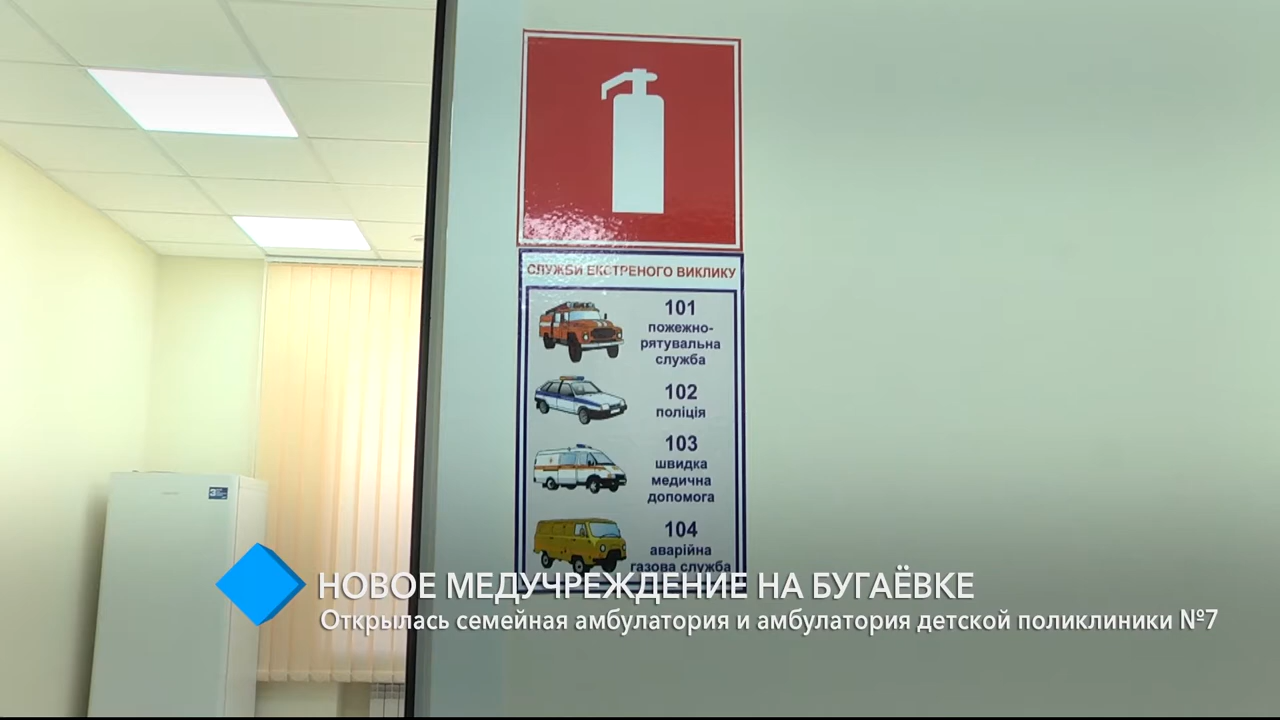 СЛУЖБИ ЕКСТРЕНОГО ВИКЛИКУ
101
пожежно-
рятувальна
служба
102
поліція
103
швидка
медична
допомога
104
аварійна
газова служба
НОВОЕ МЕДУЧРЕЖДЕНИЕ НА БУГАЁВКЕ
Открылась семейная амбулатория и амбулатория детской поликлиники №7